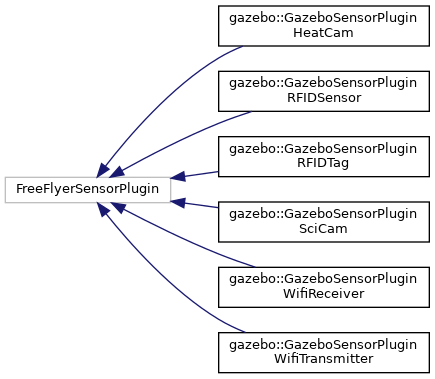 gazebo::GazeboSensorPlugin
HeatCam
gazebo::GazeboSensorPlugin
RFIDSensor
gazebo::GazeboSensorPlugin
RFIDTag
FreeFlyerSensorPlugin
gazebo::GazeboSensorPlugin
SciCam
gazebo::GazeboSensorPlugin
WifiReceiver
gazebo::GazeboSensorPlugin
WifiTransmitter